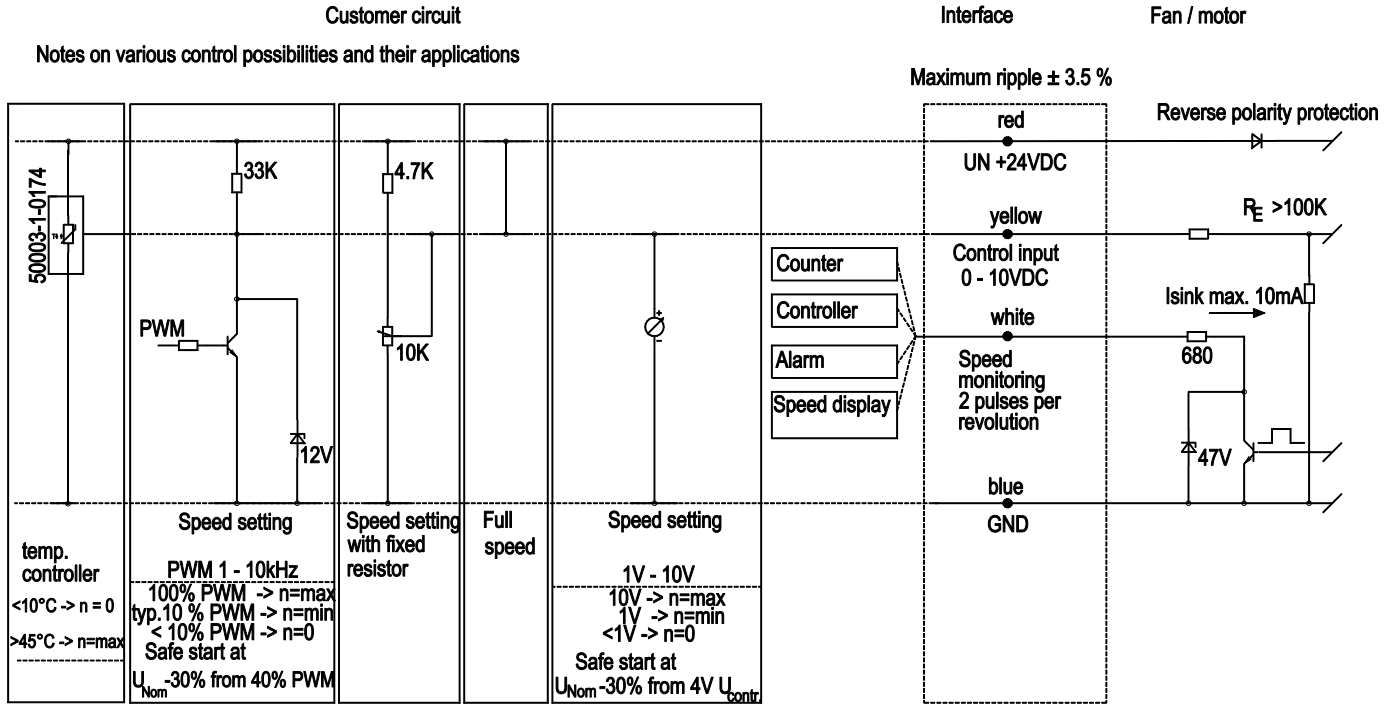 Customer circuit
Interface
Fan / motor
Notes on various control possibilities and their applications
Maximum ripple ± 3.5 %
Reverse polarity protection
red
UN +24VDC
50003-1-0174
33K
4.7K
yellow
RE >100K
Control input
0 - 10VDC
Counter
Controller
Alarm
Speed display
Isink max. 10mA
white
PWM
10K
680
Speed
monitoring
2 pulses per
revolution
12V
47V
blue
GND
temp.
controller
<10°C -> n = 0
>45°C -> n=max
Speed setting
PWM 1 - 10kHz
100% PWM -> n=max
typ.10 % PWM -> n=min
< 10% PWM -> n=0
Safe start at
UNom -30% from 40% PWM
Speed setting
with fixed
resistor
Full
speed
Speed setting
1V - 10V
10V -> n=max
1V -> n=min
<1V -> n=0
Safe start at
UNom -30% from 4V Ucontr.
+
-